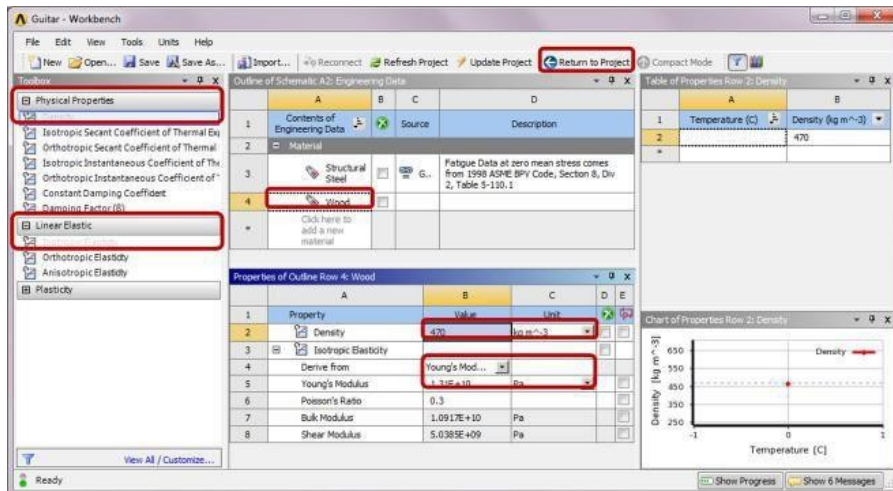 Guitar - Workbench
File Edit View Tools Units Help
New Open... Save Save As... Import... Reconnect Refresh Project Update Project Return to Project Compact Mode
Toolbox
Physical Properties
Density
Isotropic Secant Coefficient of Thermal Exp
Orthotropic Secant Coefficient of Thermal
Isotropic Instantaneous Coefficient of The
Orthotropic Instantaneous Coefficient of
Constant Damping Coefficient
Damping Factor (β)
Linear Elastic
Isotropic Elasticity
Orthotropic Elasticity
Anisotropic Elasticity
Plasticity
View All / Customize...
Outline of Schematic A2: Engineering Data
A B C D
1 Contents of Engineering Data Source Description
2 Material
3 Structural Steel G.. Fatigue Data at zero mean stress comes
from 1998 ASME BPV Code, Section 8, Div
2, Table 5-110.1
4 Wood
* Click here to
add a new
material
Properties of Outline Row 4: Wood
A B C D E
1 Property Value Unit
2 Density 470 kg m^-3
3 Isotropic Elasticity
4 Derive from Young's Mod...
5 Young's Modulus 1.31E+10 Pa
6 Poisson's Ratio 0.3
7 Bulk Modulus 1.0917E+10 Pa
8 Shear Modulus 5.0385E+09 Pa
Table of Properties Row 2: Density
A B
1 Temperature (C) Density (kg m^-3)
2 470
*
Chart of Properties Row 2: Density
Density [kg m^-3]
650
550
450
350
250
Density
-1 0 1
Temperature [C]
Ready
Show Progress Show 6 Messages